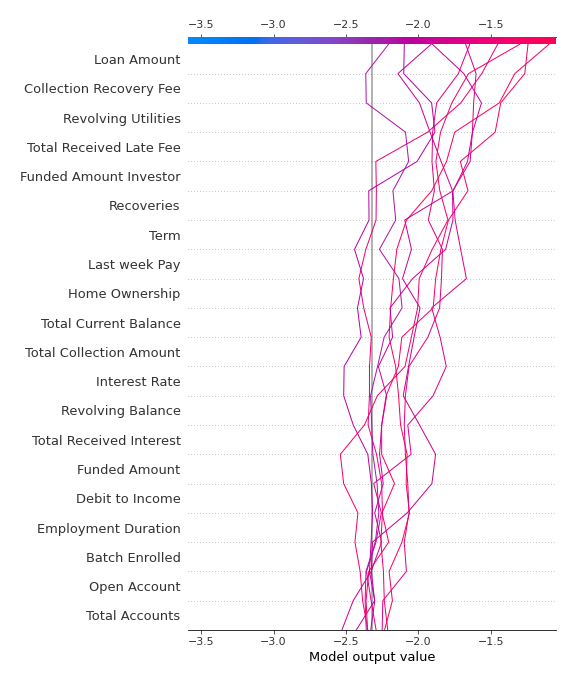 −3.5 −3.0 −2.5 −2.0 −1.5
Loan Amount
Collection Recovery Fee
Revolving Utilities
Total Received Late Fee
Funded Amount Investor
Recoveries
Term
Last week Pay
Home Ownership
Total Current Balance
Total Collection Amount
Interest Rate
Revolving Balance
Total Received Interest
Funded Amount
Debit to Income
Employment Duration
Batch Enrolled
Open Account
Total Accounts
−3.5 −3.0 −2.5 −2.0 −1.5
Model output value